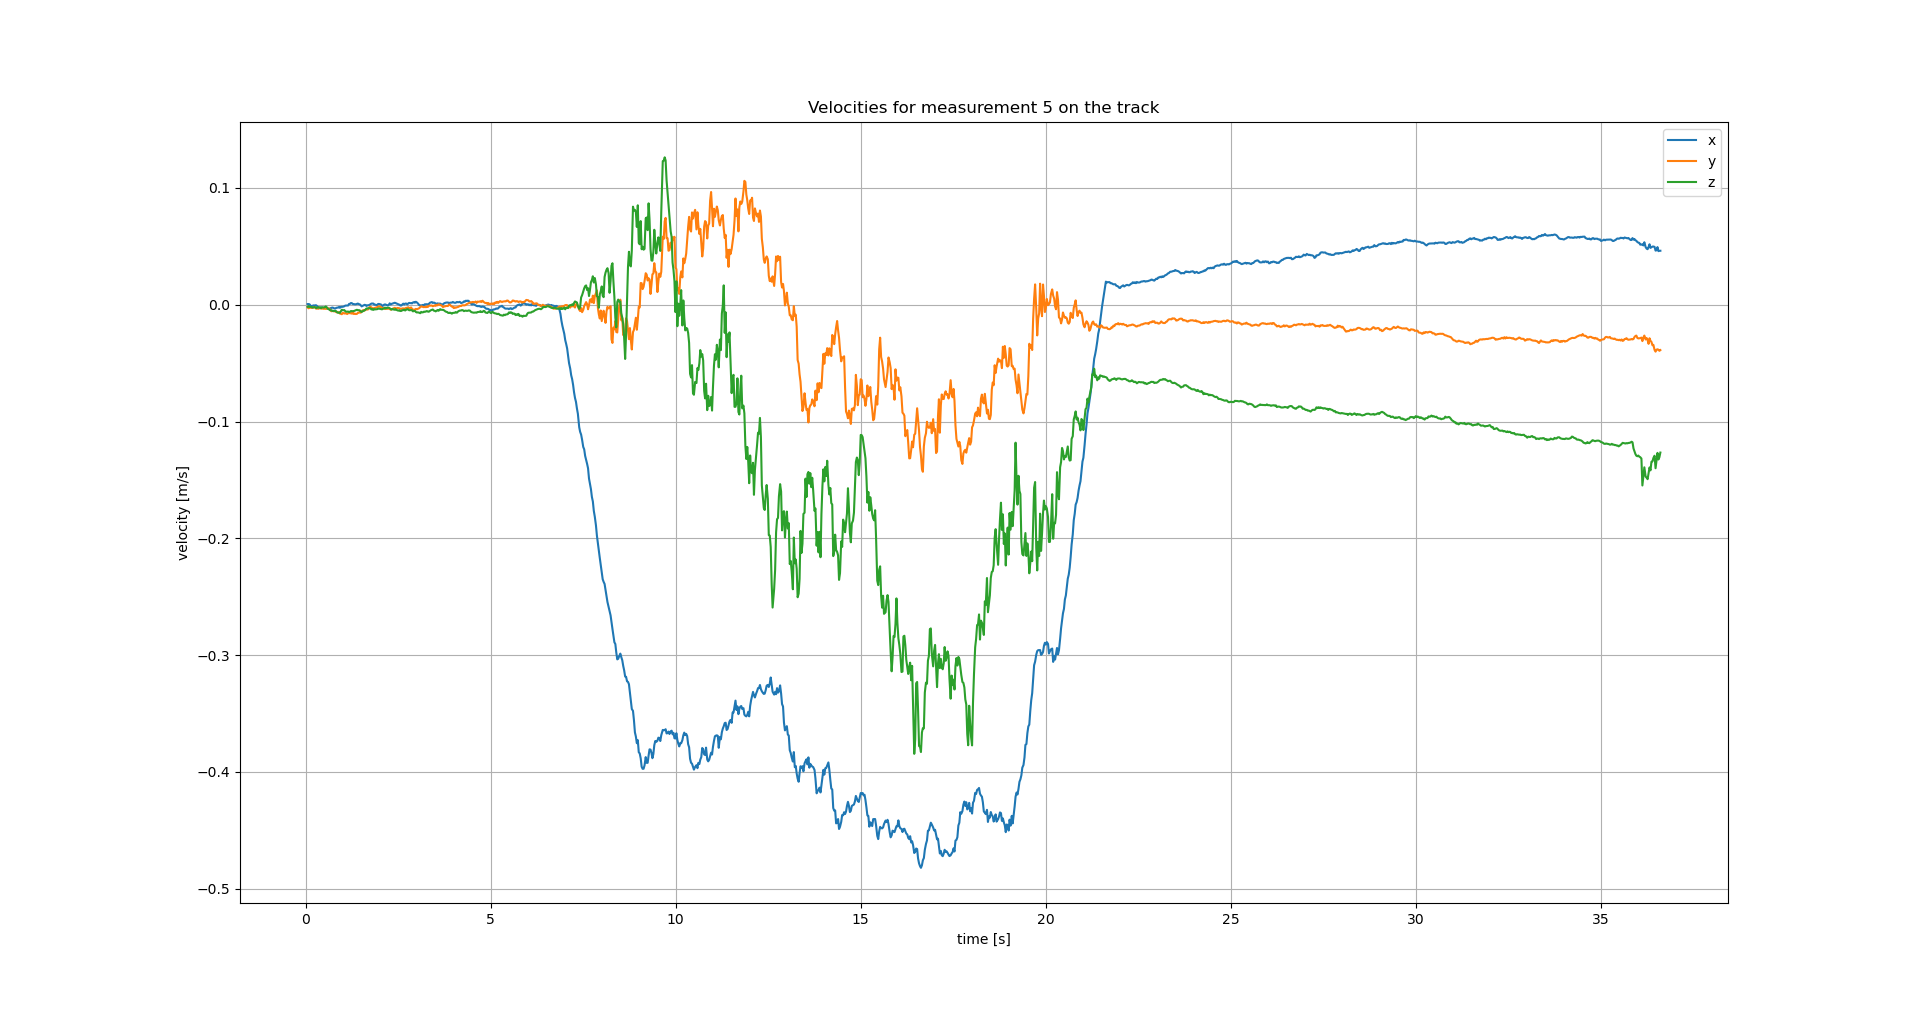 Velocities for measurement 5 on the track
x
y
z
0.1
0.0
−0.1
−0.2
−0.3
−0.4
−0.5
velocity [m/s]
0 5 10 15 20 25 30 35
time [s]